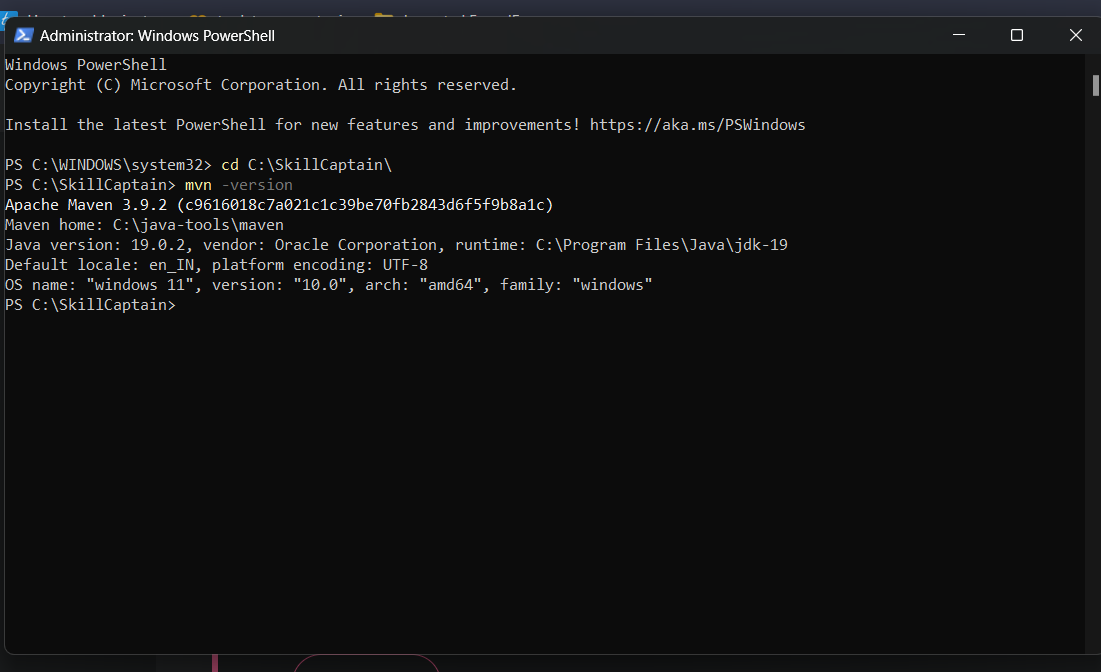 Administrator: Windows PowerShell
Windows PowerShell
Copyright (C) Microsoft Corporation. All rights reserved.
Install the latest PowerShell for new features and improvements! https://aka.ms/PSWindows
PS C:\WINDOWS\system32> cd C:\SkillCaptain\
PS C:\SkillCaptain> mvn -version
Apache Maven 3.9.2 (c9616018c7a021c1c39be70fb2843d6f5f9b8a1c)
Maven home: C:\java-tools\maven
Java version: 19.0.2, vendor: Oracle Corporation, runtime: C:\Program Files\Java\jdk-19
Default locale: en_IN, platform encoding: UTF-8
OS name: "windows 11", version: "10.0", arch: "amd64", family: "windows"
PS C:\SkillCaptain>